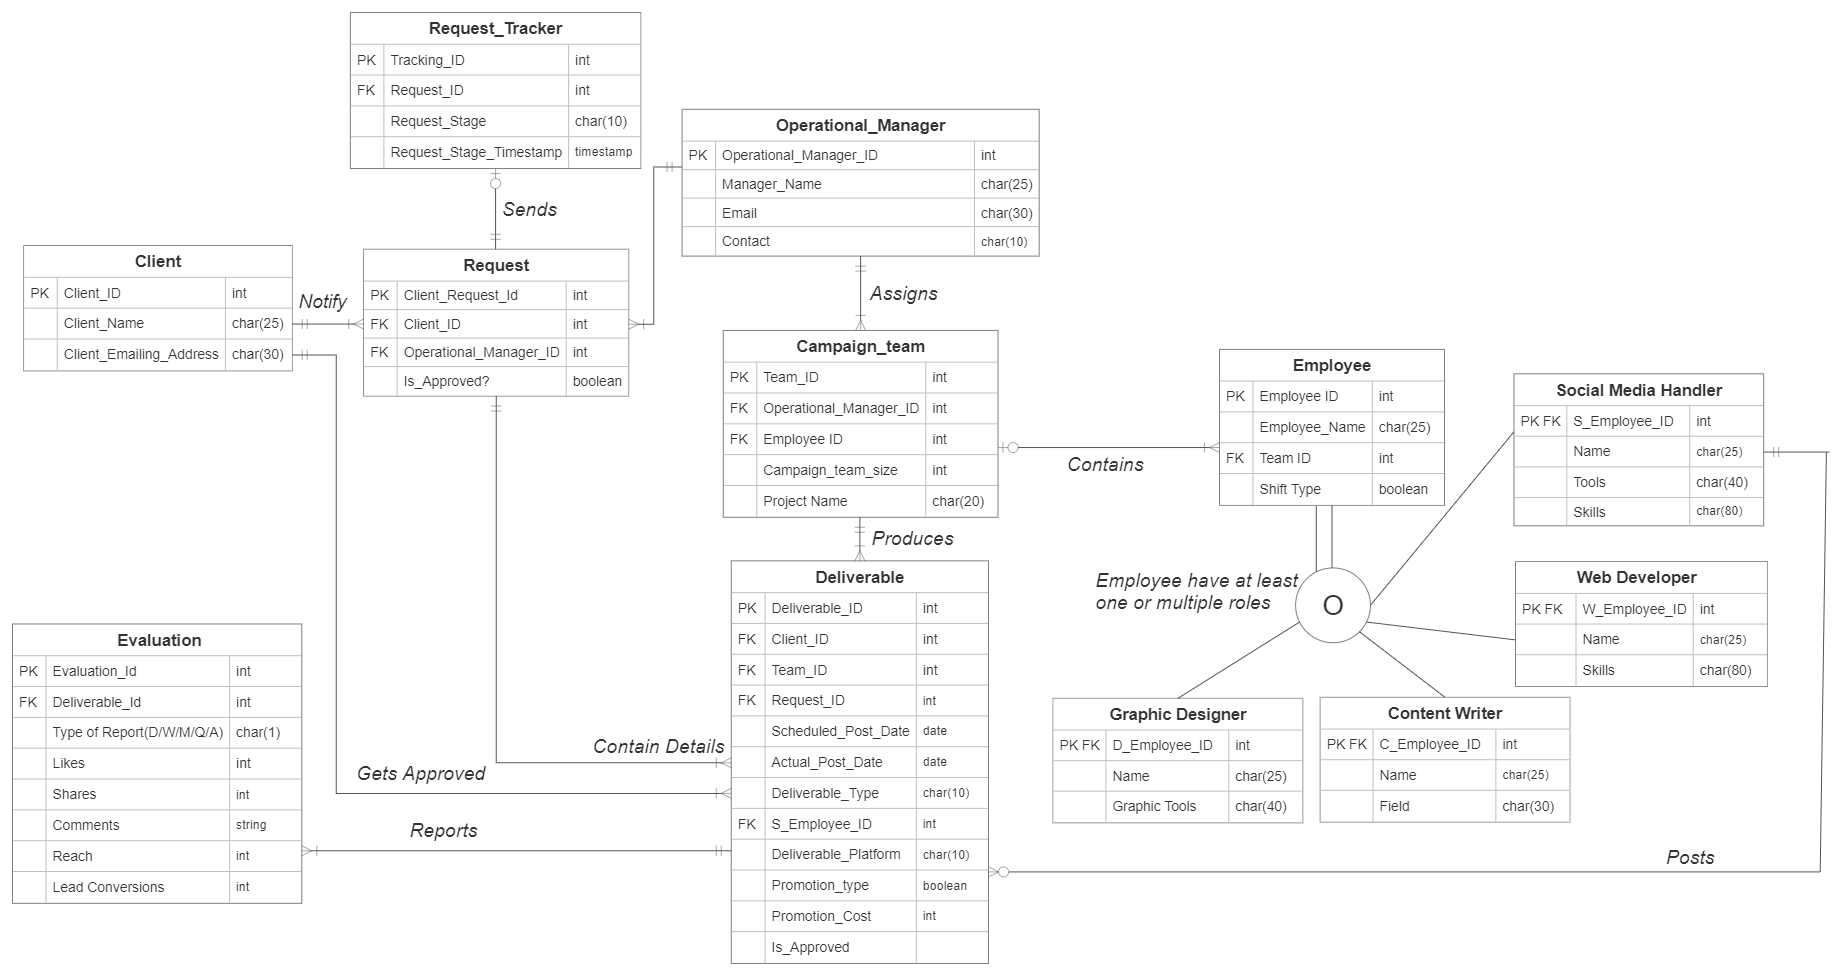 Request_Tracker
PK Tracking_ID int
FK Request_ID int
Request_Stage char(10)
Request_Stage_Timestamp timestamp
Operational_Manager
PK Operational_Manager_ID int
Manager_Name char(25)
Email char(30)
Contact char(10)
Sends
Client
PK Client_ID int
Client_Name char(25)
Client_Emailing_Address char(30)
Notify
Request
PK Client_Request_Id int
FK Client_ID int
FK Operational_Manager_ID int
Is_Approved? boolean
Assigns
Campaign_team
PK Team_ID int
FK Operational_Manager_ID int
FK Employee ID int
Campaign_team_size int
Project Name char(20)
Contains
Employee
PK Employee ID int
Employee_Name char(25)
FK Team ID int
Shift Type boolean
Social Media Handler
PK FK S_Employee_ID int
Name char(25)
Tools char(40)
Skills char(80)
Produces
Employee have at least
one or multiple roles
O
Web Developer
PK FK W_Employee_ID int
Name char(25)
Skills char(80)
Graphic Designer
PK FK D_Employee_ID int
Name char(25)
Graphic Tools char(40)
Content Writer
PK FK C_Employee_ID int
Name char(25)
Field char(30)
Deliverable
PK Deliverable_ID int
FK Client_ID int
FK Team_ID int
FK Request_ID int
Scheduled_Post_Date date
Actual_Post_Date date
Deliverable_Type char(10)
FK S_Employee_ID int
Deliverable_Platform char(10)
Promotion_type boolean
Promotion_Cost int
Is_Approved
Contain Details
Gets Approved
Reports
Posts
Evaluation
PK Evaluation_Id int
FK Deliverable_Id int
Type of Report(D/W/M/Q/A) char(1)
Likes int
Shares int
Comments string
Reach int
Lead Conversions int